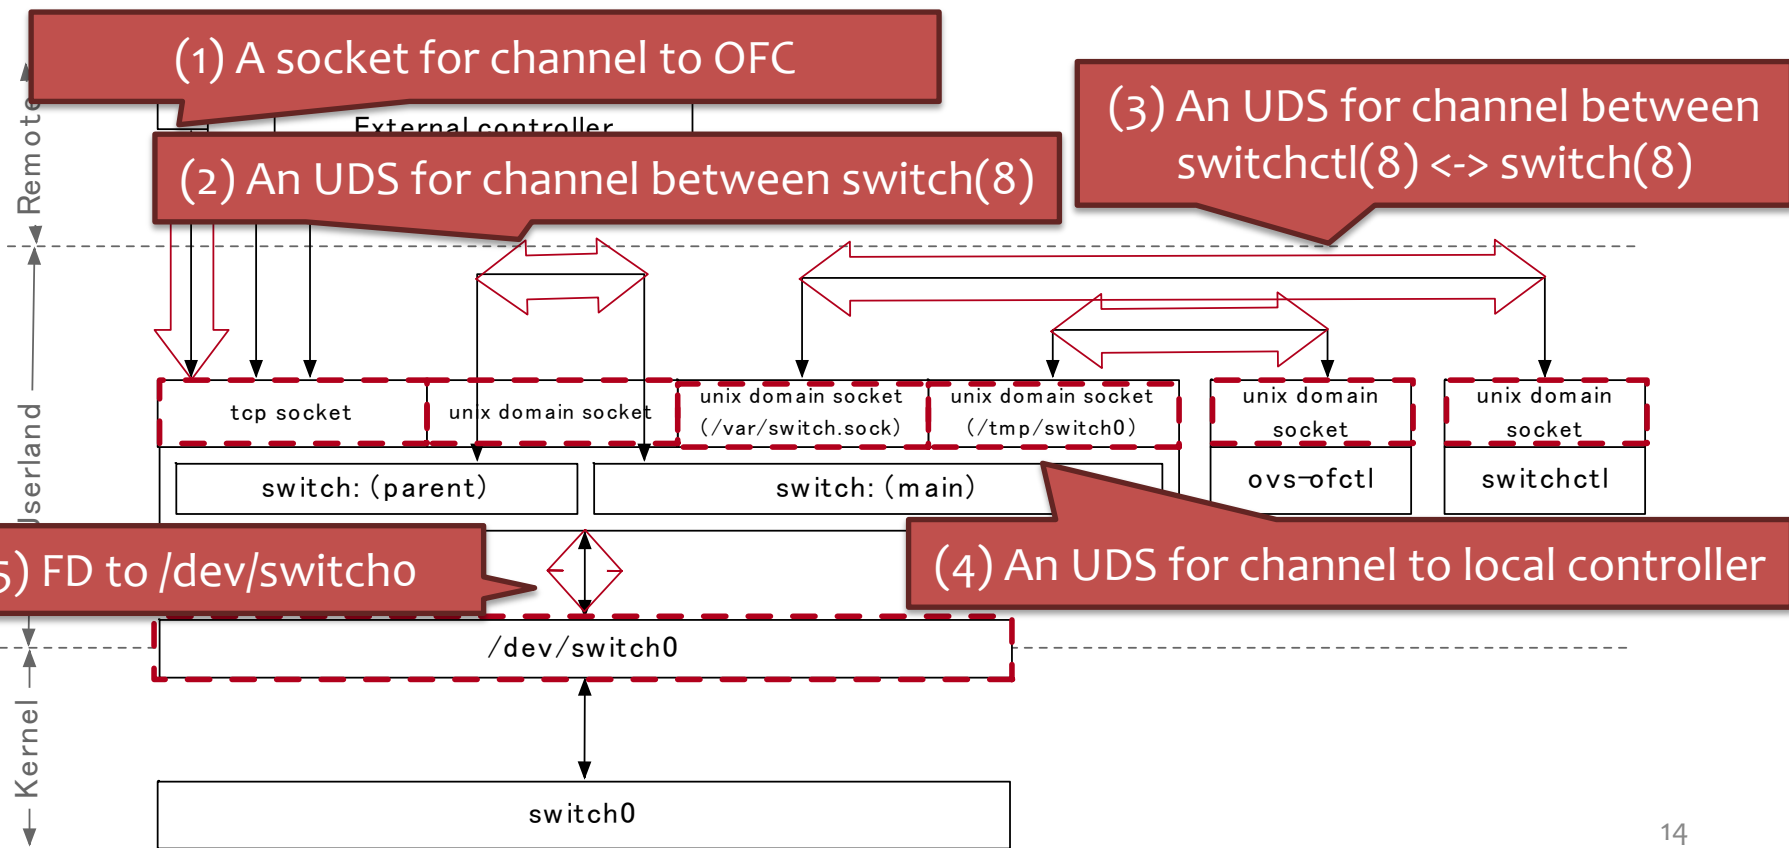 (1) A socket for channel to OFC
External controller
(2) An UDS for channel between switch(8)
(3) An UDS for channel between
switchctl(8) <-> switch(8)
Remote
Userland
Kernel
tcp socket
unix domain socket
unix domain socket
(/var/switch.sock)
unix domain socket
(/tmp/switch0)
unix domain
socket
unix domain
socket
switch: (parent)
switch: (main)
ovs-ofctl
switchctl
5) FD to /dev/switch0
(4) An UDS for channel to local controller
/dev/switch0
switch0
14